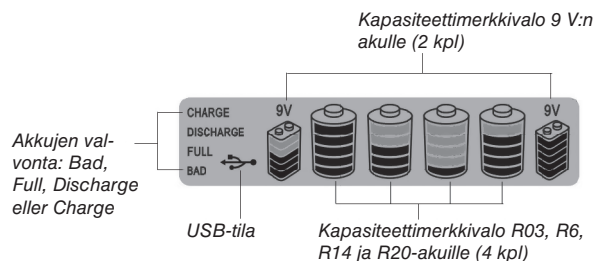 Kapasiteettimerkkivalo 9 V:n
akulle (2 kpl)
9V
9V
CHARGE
DISCHARGE
FULL
BAD
Akkujen val-
vonta: Bad,
Full, Discharge
eller Charge
USB-tila
Kapasiteettimerkkivalo R03, R6,
R14 ja R20-akuille (4 kpl)